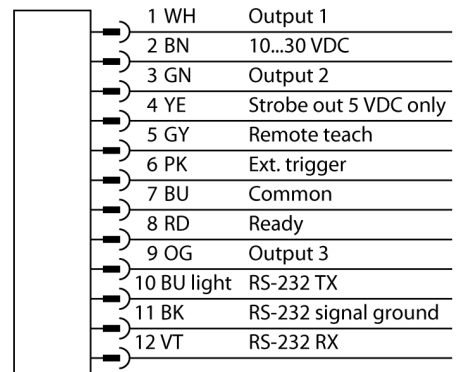 1 WH Output 1
2 BN 10...30 VDC
3 GN Output 2
4 YE Strobe out 5 VDC only
5 GY Remote teach
6 PK Ext. trigger
7 BU Common
8 RD Ready
9 OG Output 3
10 BU light RS-232 TX
11 BK RS-232 signal ground
12 VT RS-232 RX